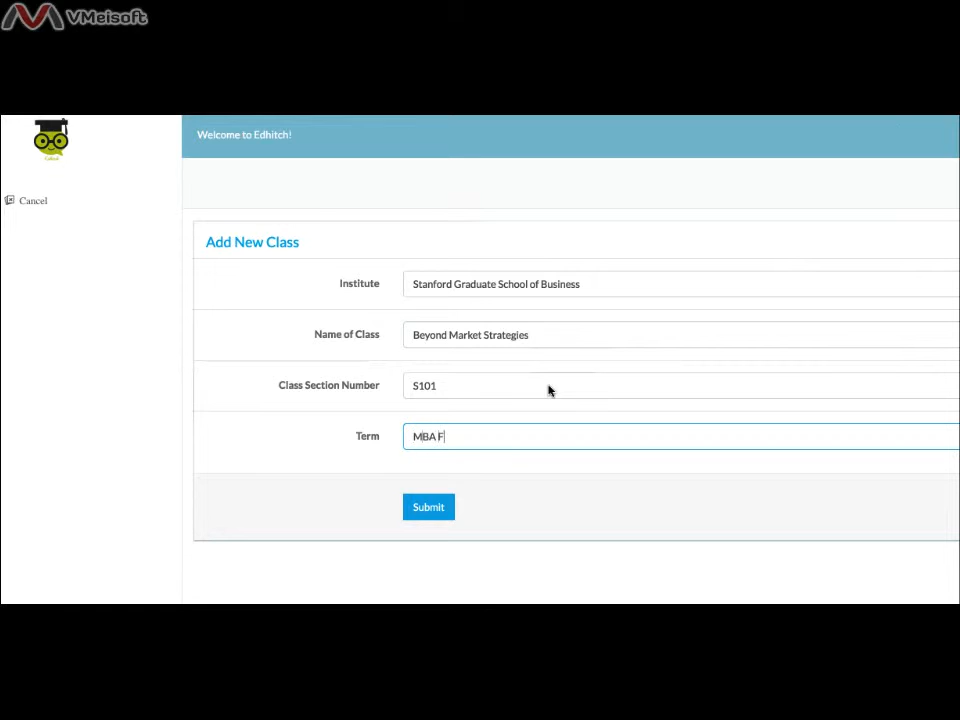 VMeisoft
Welcome to Edhitch!
Cancel
Add New Class
Institute
Stanford Graduate School of Business
Name of Class
Beyond Market Strategies
Class Section Number
S101
Term
MBA F
Submit